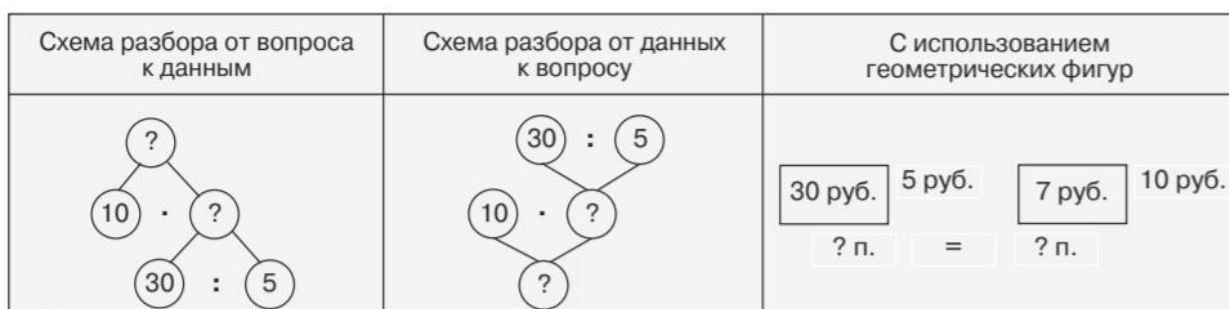 Схема разбора от вопроса
к данным
Схема разбора от данных
к вопросу
С использованием
геометрических фигур
?
10 · ?
30 : 5
30 : 5
10 · ?
?
30 руб. 5 руб. 7 руб. 10 руб.
? п. = ? п.